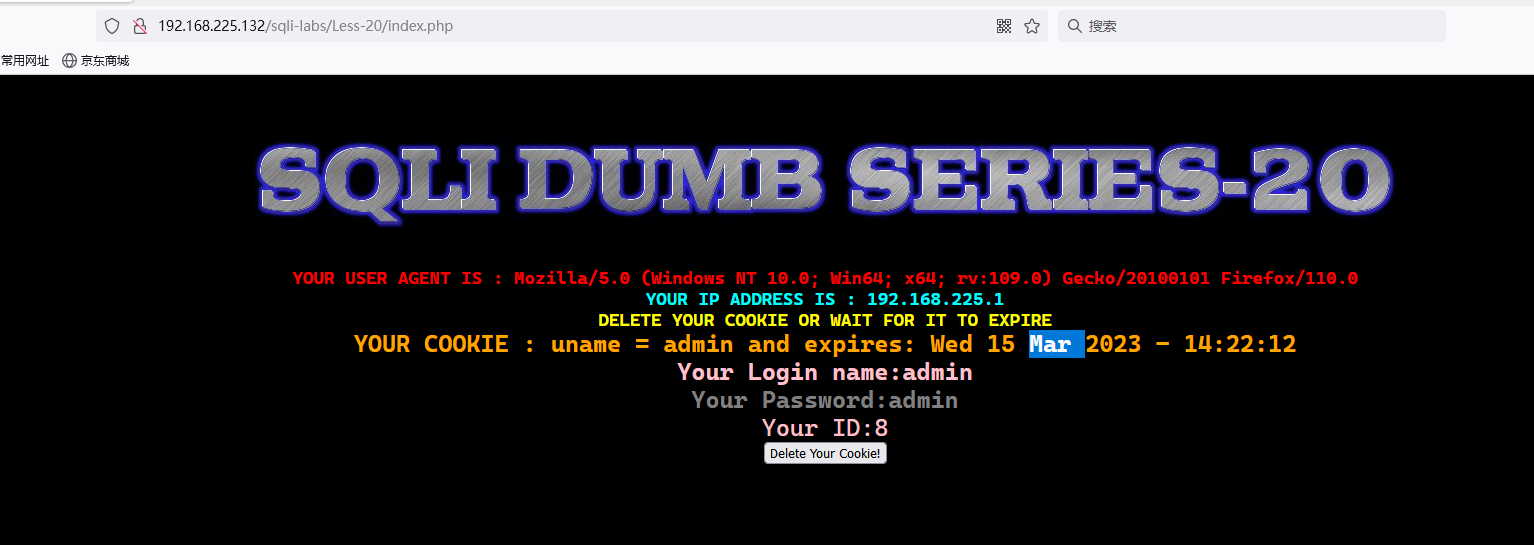 192.168.225.132/sqli-labs/Less-20/index.php
搜索
常用网址 京东商城
SQLI DUMB SERIES-20
YOUR USER AGENT IS : Mozilla/5.0 (Windows NT 10.0; Win64; x64; rv:109.0) Gecko/20100101 Firefox/110.0
YOUR IP ADDRESS IS : 192.168.225.1
DELETE YOUR COOKIE OR WAIT FOR IT TO EXPIRE
YOUR COOKIE : uname = admin and expires: Wed 15 Mar 2023 - 14:22:12
Your Login name:admin
Your Password:admin
Your ID:8
Delete Your Cookie!